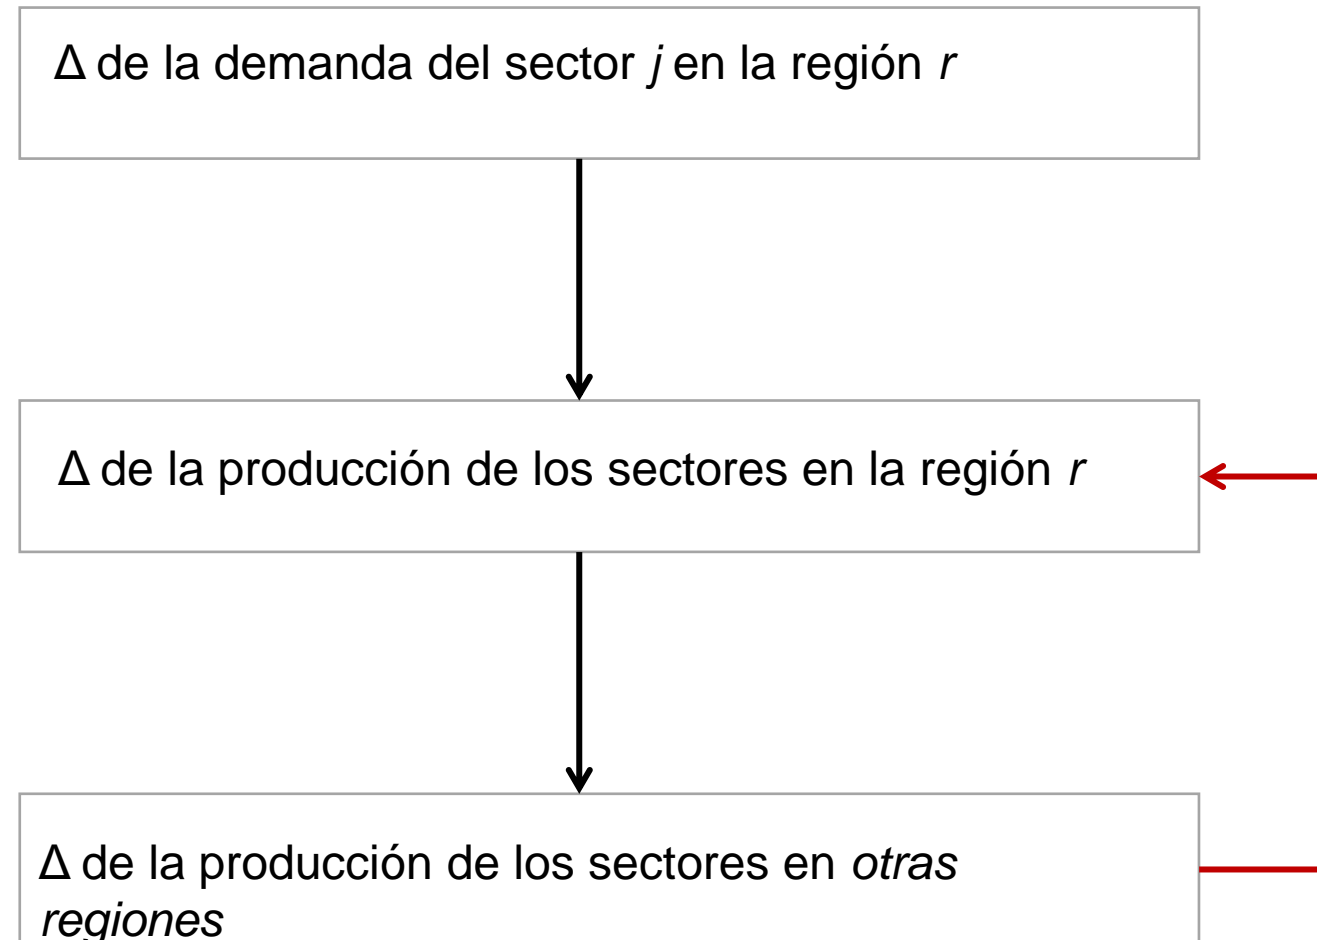 Δ de la demanda del sector j en la región r
Δ de la producción de los sectores en la región r
Δ de la producción de los sectores en otras
regiones